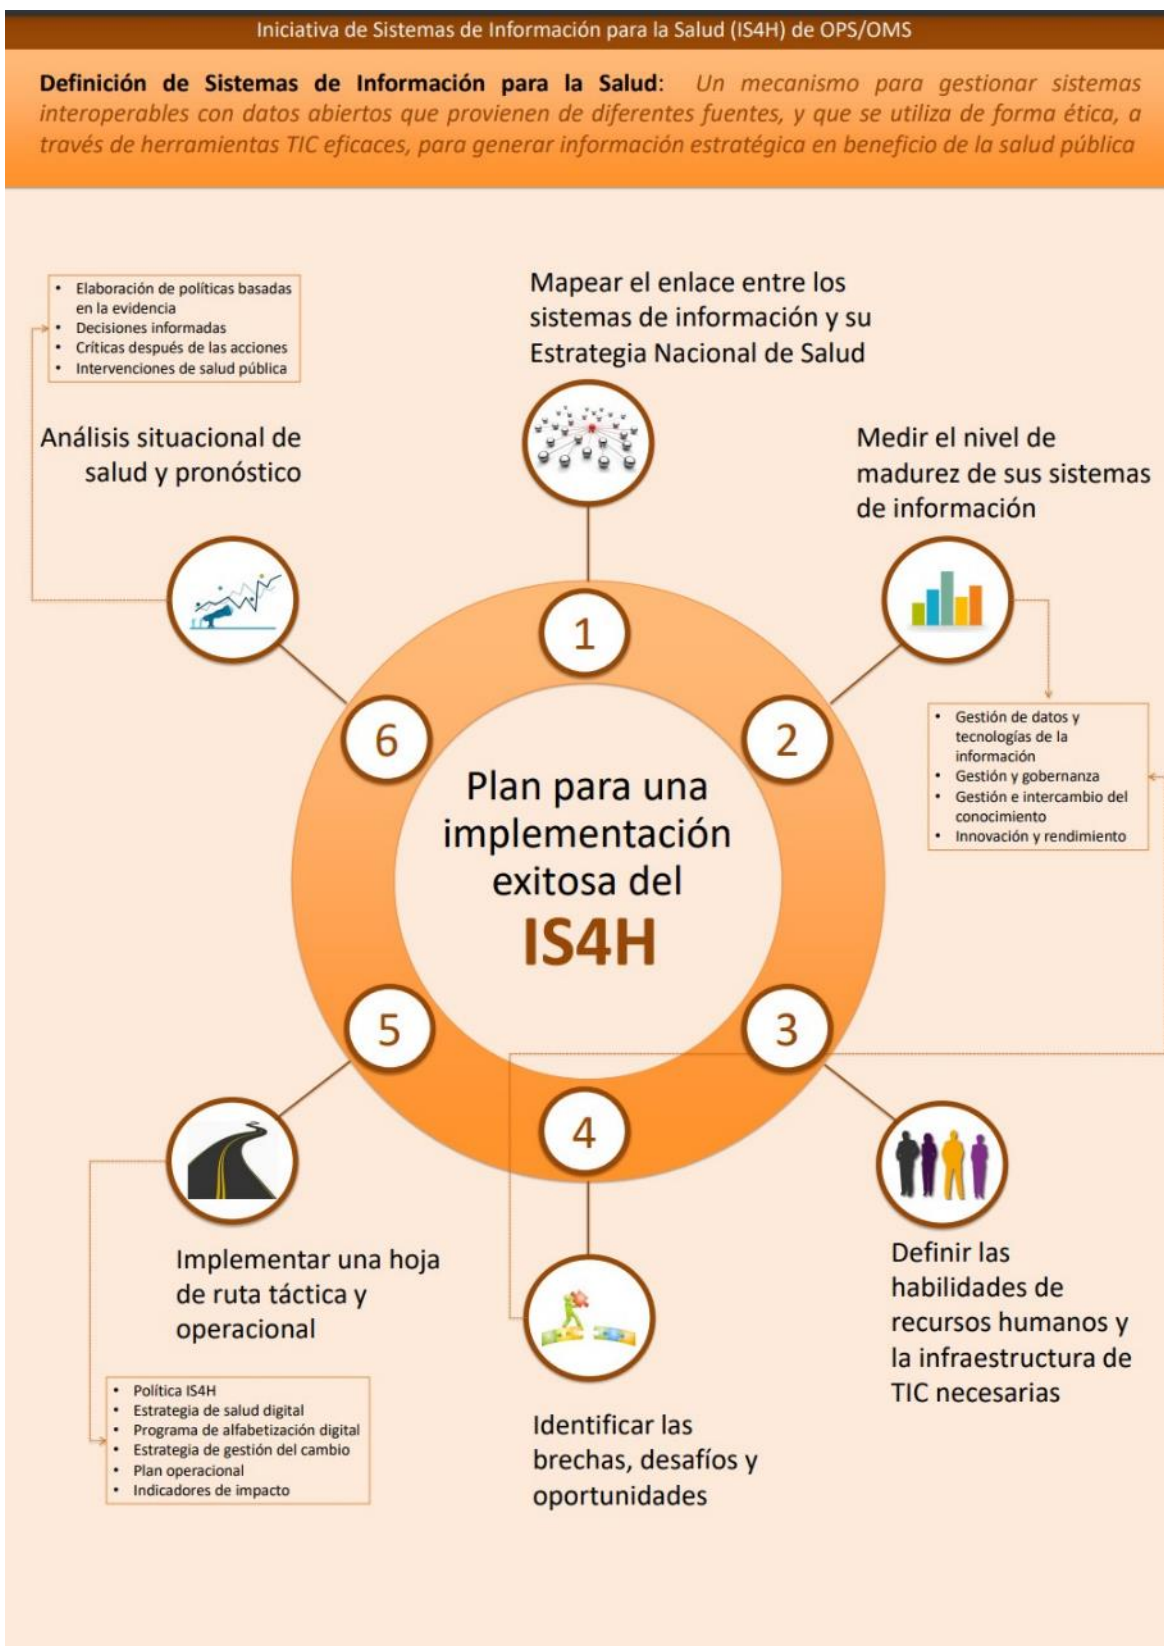 Iniciativa de Sistemas de Información para la Salud (IS4H) de OPS/OMS
Definición de Sistemas de Información para la Salud: Un mecanismo para gestionar sistemas
interoperables con datos abiertos que provienen de diferentes fuentes, y que se utiliza de forma ética, a
través de herramientas TIC eficaces, para generar información estratégica en beneficio de la salud pública
Mapear el enlace entre los
sistemas de información y su
Estrategia Nacional de Salud
1
Medir el nivel de
madurez de sus sistemas
de información
2
• Gestión de datos y
tecnologías de la
información
• Gestión y gobernanza
• Gestión e intercambio del
conocimiento
• Innovación y rendimiento
3
Definir las
habilidades de
recursos humanos y
la infraestructura de
TIC necesarias
4
Identificar las
brechas, desafíos y
oportunidades
5
Implementar una hoja
de ruta táctica y
operacional
• Política IS4H
• Estrategia de salud digital
• Programa de alfabetización digital
• Estrategia de gestión del cambio
• Plan operacional
• Indicadores de impacto
6
Análisis situacional de
salud y pronóstico
• Elaboración de políticas basadas
en la evidencia
• Decisiones informadas
• Críticas después de las acciones
• Intervenciones de salud pública
Plan para una
implementación
exitosa del
IS4H